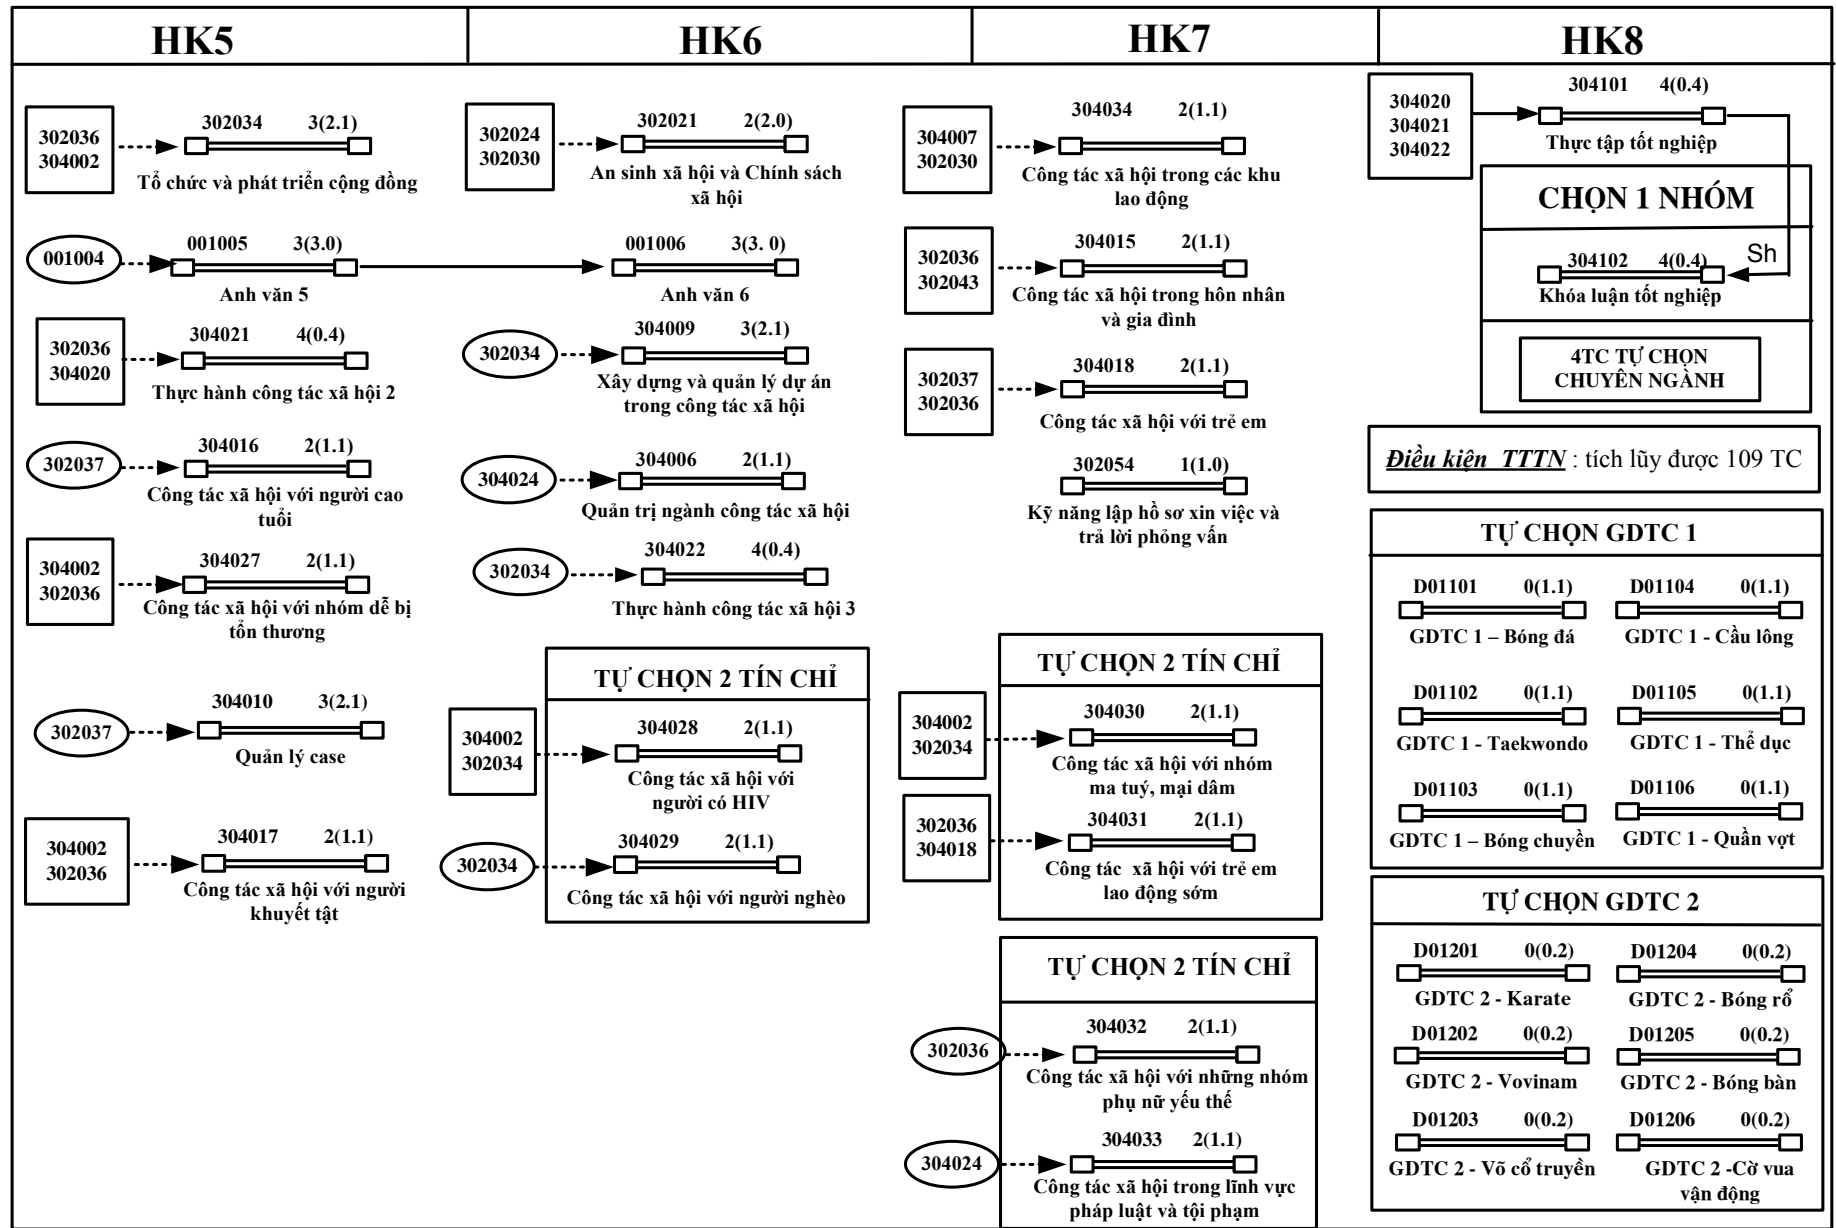 HK5
HK6
HK7
HK8
302036
304002
302034 3(2.1)
Tổ chức và phát triển cộng đồng
001004
001005 3(3.0)
Anh văn 5
302036
304020
304021 4(0.4)
Thực hành công tác xã hội 2
302037
304016 2(1.1)
Công tác xã hội với người cao
tuổi
304002
302036
304027 2(1.1)
Công tác xã hội với nhóm dễ bị
tổn thương
302037
304010 3(2.1)
Quản lý case
304002
302036
304017 2(1.1)
Công tác xã hội với người
khuyết tật
302024
302030
302021 2(2.0)
An sinh xã hội và Chính sách
xã hội
001006 3(3. 0)
Anh văn 6
302034
304009 3(2.1)
Xây dựng và quản lý dự án
trong công tác xã hội
304024
304006 2(1.1)
Quản trị ngành công tác xã hội
302034
304022 4(0.4)
Thực hành công tác xã hội 3
TỰ CHỌN 2 TÍN CHỈ
304002
302034
304028 2(1.1)
Công tác xã hội với
người có HIV
302034
304029 2(1.1)
Công tác xã hội với người nghèo
304007
302030
304034 2(1.1)
Công tác xã hội trong các khu
lao động
302036
302043
304015 2(1.1)
Công tác xã hội trong hôn nhân
và gia đình
302037
302036
304018 2(1.1)
Công tác xã hội với trẻ em
302054 1(1.0)
Kỹ năng lập hồ sơ xin việc và
trả lời phỏng vấn
TỰ CHỌN 2 TÍN CHỈ
304002
302034
304030 2(1.1)
Công tác xã hội với nhóm
ma tuý, mại dâm
302036
304018
304031 2(1.1)
Công tác xã hội với trẻ em
lao động sớm
TỰ CHỌN 2 TÍN CHỈ
302036
304032 2(1.1)
Công tác xã hội với những nhóm
phụ nữ yếu thế
304024
304033 2(1.1)
Công tác xã hội trong lĩnh vực
pháp luật và tội phạm
304020
304021
304022
304101 4(0.4)
Thực tập tốt nghiệp
CHỌN 1 NHÓM
304102 4(0.4)
Sh
Khóa luận tốt nghiệp
4TC TỰ CHỌN
CHUYÊN NGÀNH
Điều kiện TTTN : tích lũy được 109 TC
TỰ CHỌN GDTC 1
D01101 0(1.1) D01104 0(1.1)
GDTC 1 – Bóng đá GDTC 1 - Cầu lông
D01102 0(1.1) D01105 0(1.1)
GDTC 1 - Taekwondo GDTC 1 - Thể dục
D01103 0(1.1) D01106 0(1.1)
GDTC 1 – Bóng chuyền GDTC 1 - Quần vợt
TỰ CHỌN GDTC 2
D01201 0(0.2) D01204 0(0.2)
GDTC 2 - Karate GDTC 2 - Bóng rổ
D01202 0(0.2) D01205 0(0.2)
GDTC 2 - Vovinam GDTC 2 - Bóng bàn
D01203 0(0.2) D01206 0(0.2)
GDTC 2 - Võ cổ truyền GDTC 2 -Cờ vua
vận động